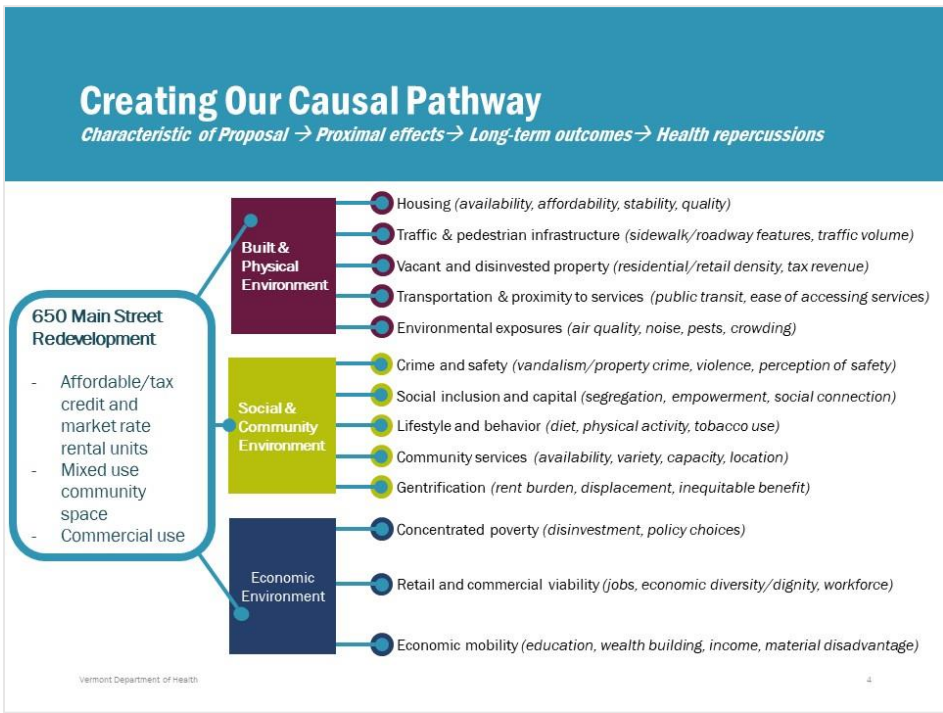 Creating Our Causal Pathway
Characteristic of Proposal → Proximal effects→ Long-term outcomes→ Health repercussions
650 Main Street
Redevelopment
- Affordable/tax
credit and
market rate
rental units
- Mixed use
community
space
- Commercial use
Built &
Physical
Environment
Housing (availability, affordability, stability, quality)
Traffic & pedestrian infrastructure (sidewalk/roadway features, traffic volume)
Vacant and disinvested property (residential/retail density, tax revenue)
Transportation & proximity to services (public transit, ease of accessing services)
Environmental exposures (air quality, noise, pests, crowding)
Social &
Community
Environment
Crime and safety (vandalism/property crime, violence, perception of safety)
Social inclusion and capital (segregation, empowerment, social connection)
Lifestyle and behavior (diet, physical activity, tobacco use)
Community services (availability, variety, capacity, location)
Gentrification (rent burden, displacement, inequitable benefit)
Economic
Environment
Concentrated poverty (disinvestment, policy choices)
Retail and commercial viability (jobs, economic diversity/dignity, workforce)
Economic mobility (education, wealth building, income, material disadvantage)
Vermont Department of Health
4